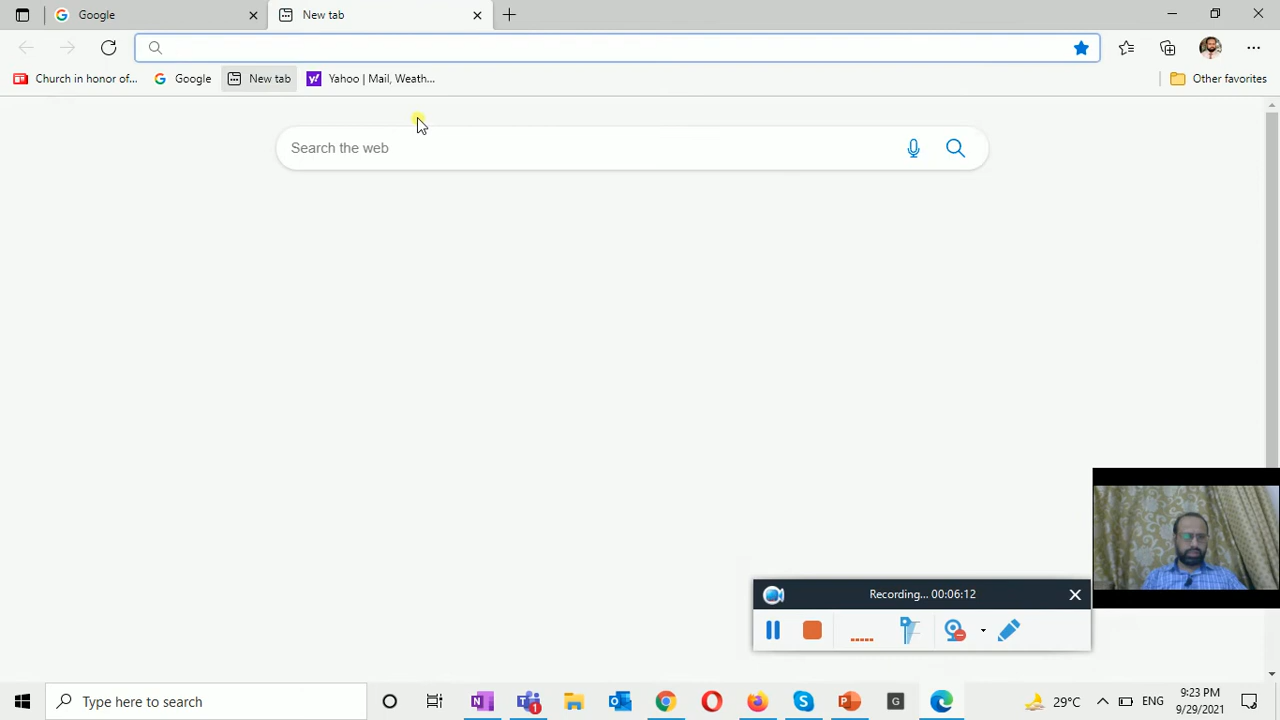 Google
New tab
Church in honor of...
Google
New tab
Yahoo | Mail, Weath...
Other favorites
Search the web
Recording... 00:06:12
Type here to search
29°C
ENG
9:23 PM
9/29/2021